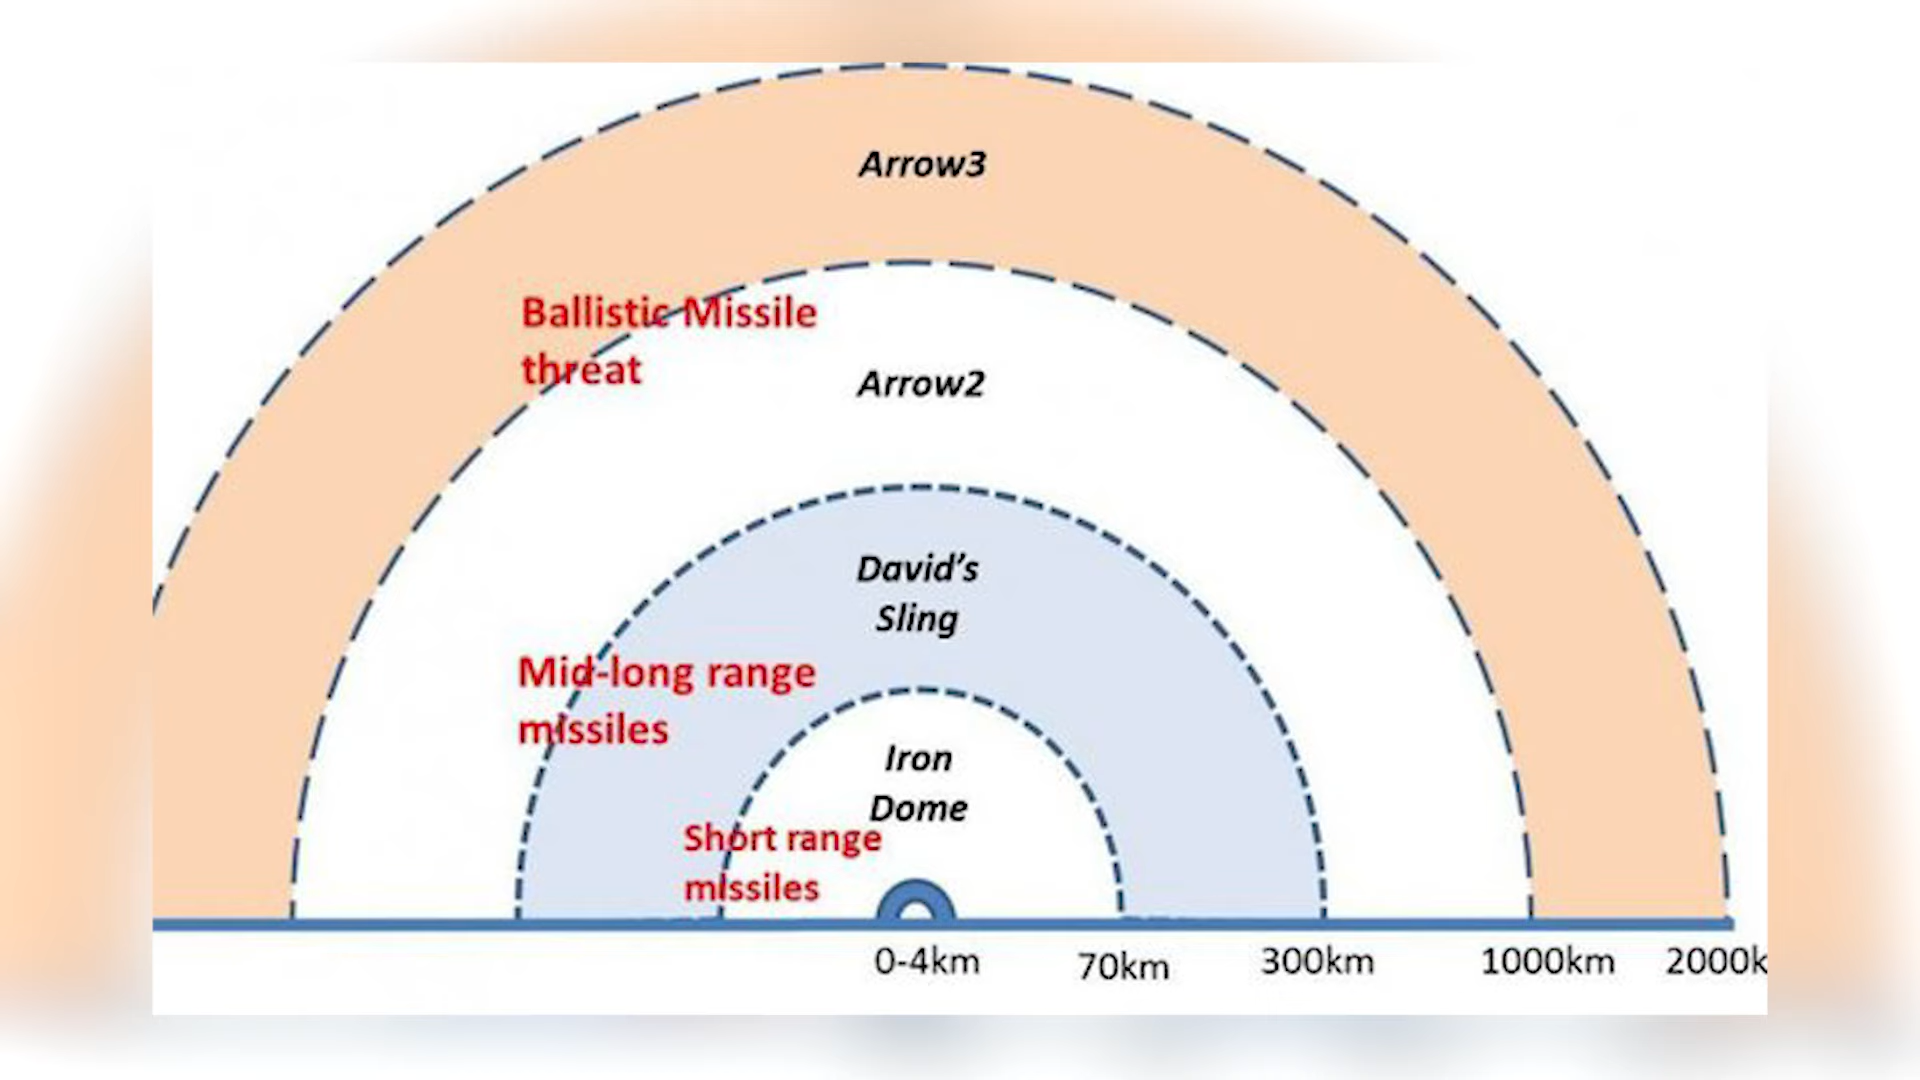 Arrow3
Ballistic Missile
threat
Arrow2
David's
Sling
Mid-long range
missiles
Iron
Dome
Short range
missiles
0-4km
70km
300km
1000km
2000k